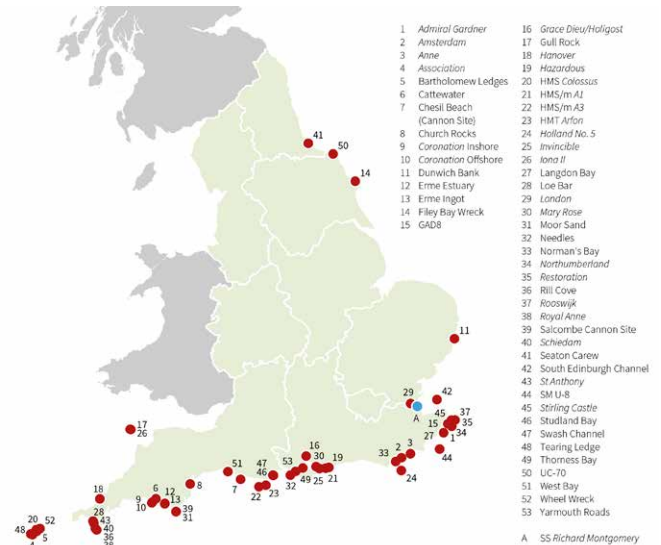 1 Admiral Gardner
2 Amsterdam
3 Anne
4 Association
5 Bartholomew Ledges
6 Cattewater
7 Chesil Beach
(Cannon Site)
8 Church Rocks
9 Coronation Inshore
10 Coronation Offshore
11 Dunwich Bank
12 Erme Estuary
13 Erme Ingot
14 Filey Bay Wreck
15 GAD8
16 Grace Dieu/Holigost
17 Gull Rock
18 Hanover
19 Hazardous
20 HMS Colossus
21 HMS/m A1
22 HMS/m A3
23 HMT Arfon
24 Holland No. 5
25 Invincible
26 Iona II
27 Langdon Bay
28 Loe Bar
29 London
30 Mary Rose
31 Moor Sand
32 Needles
33 Norman's Bay
34 Northumberland
35 Restoration
36 Rill Cove
37 Rooswijk
38 Royal Anne
39 Salcombe Cannon Site
40 Schiedam
41 Seaton Carew
42 South Edinburgh Channel
43 St Anthony
44 SM U-8
45 Stirling Castle
46 Studland Bay
47 Swash Channel
48 Tearing Ledge
49 Thorness Bay
50 UC-70
51 West Bay
52 Wheel Wreck
53 Yarmouth Roads
A SS Richard Montgomery
41
50
14
11
29
42
A
45
37
15
35
27
1
34
44
17
26
33
2
3
24
16
30
19
53
47
46
51
7
22
23
32
49
25
21
8
6
12
9
10
13
39
31
18
28
43
40
36
38
20
52
48
4
5